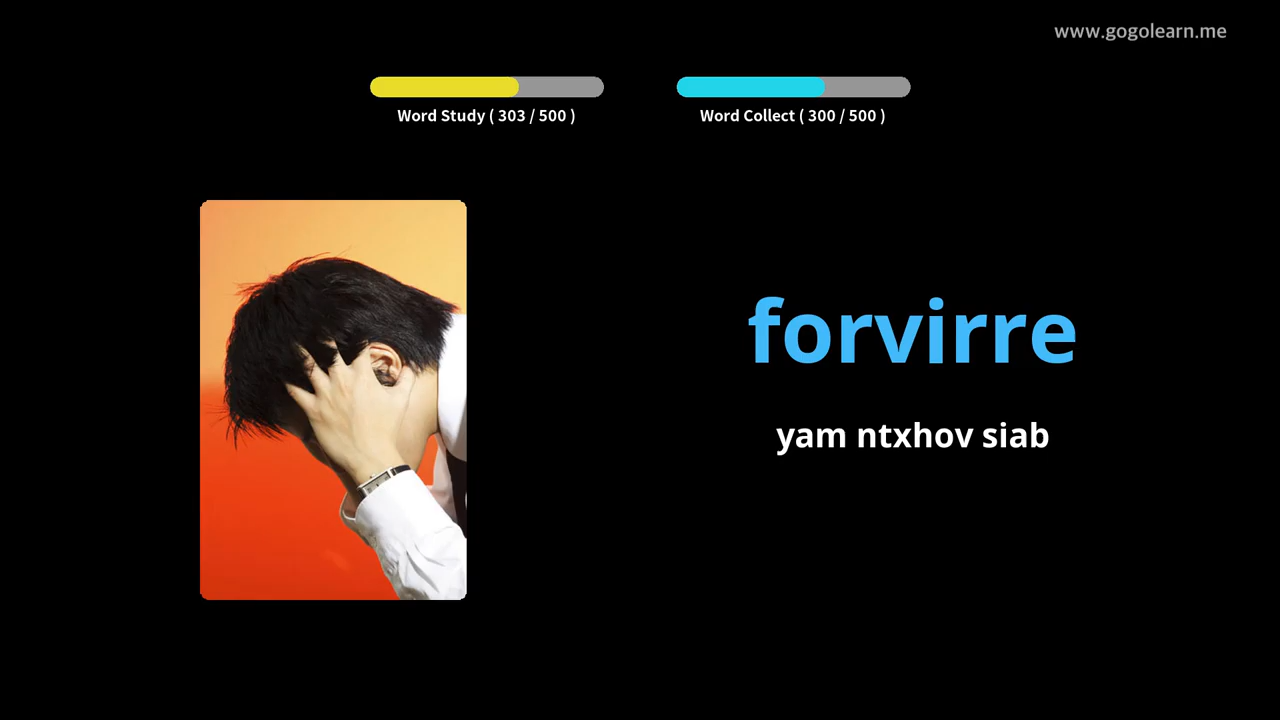 www.gogolearn.me
Word Study ( 303 / 500 )
Word Collect ( 300 / 500 )
forvirre
yam ntxhov siab